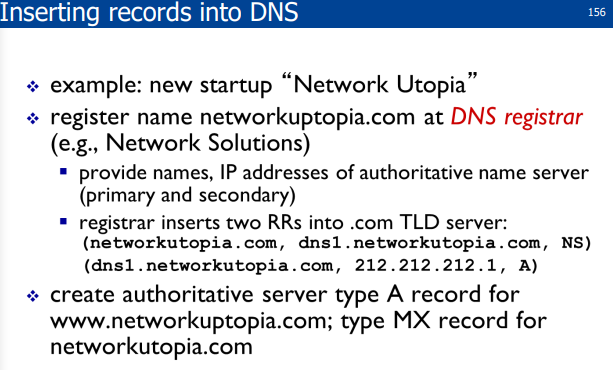 Inserting records into DNS
156
❖ example: new startup “Network Utopia”
❖ register name networkuptopia.com at DNS registrar
(e.g., Network Solutions)
▪ provide names, IP addresses of authoritative name server
(primary and secondary)
▪ registrar inserts two RRs into .com TLD server:
(networkutopia.com, dns1.networkutopia.com, NS)
(dns1.networkutopia.com, 212.212.212.1, A)
❖ create authoritative server type A record for
www.networkuptopia.com; type MX record for
networkutopia.com